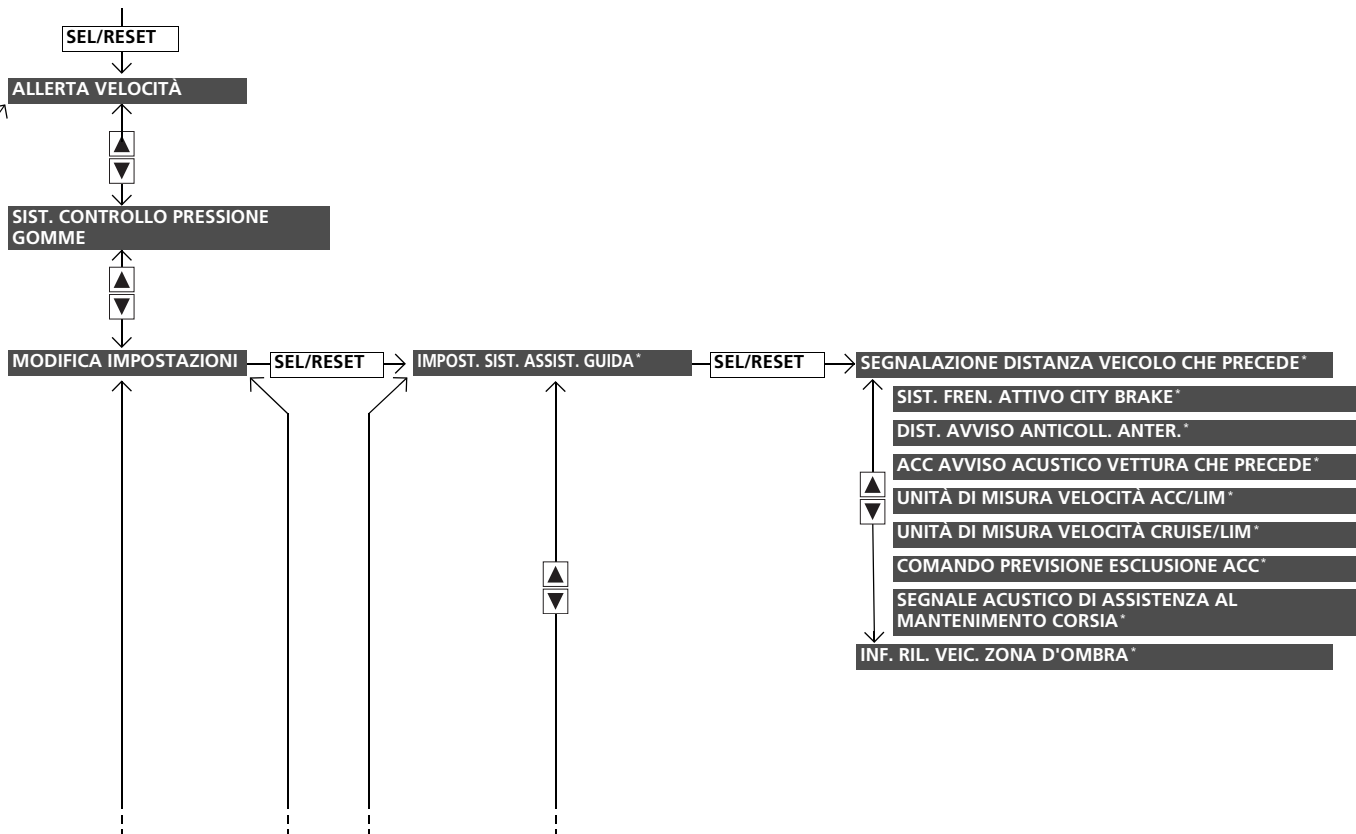 SEL/RESET
ALLERTA VELOCITÀ
SIST. CONTROLLO PRESSIONE
GOMME
MODIFICA IMPOSTAZIONI
SEL/RESET
IMPOST. SIST. ASSIST. GUIDA*
SEL/RESET
SEGNALAZIONE DISTANZA VEICOLO CHE PRECEDE*
SIST. FREN. ATTIVO CITY BRAKE*
DIST. AVVISO ANTICOLL. ANTER.*
ACC AVVISO ACUSTICO VETTURA CHE PRECEDE*
UNITÀ DI MISURA VELOCITÀ ACC/LIM*
UNITÀ DI MISURA VELOCITÀ CRUISE/LIM*
COMANDO PREVISIONE ESCLUSIONE ACC*
SEGNALE ACUSTICO DI ASSISTENZA AL
MANTENIMENTO CORSIA*
INF. RIL. VEIC. ZONA D'OMBRA*